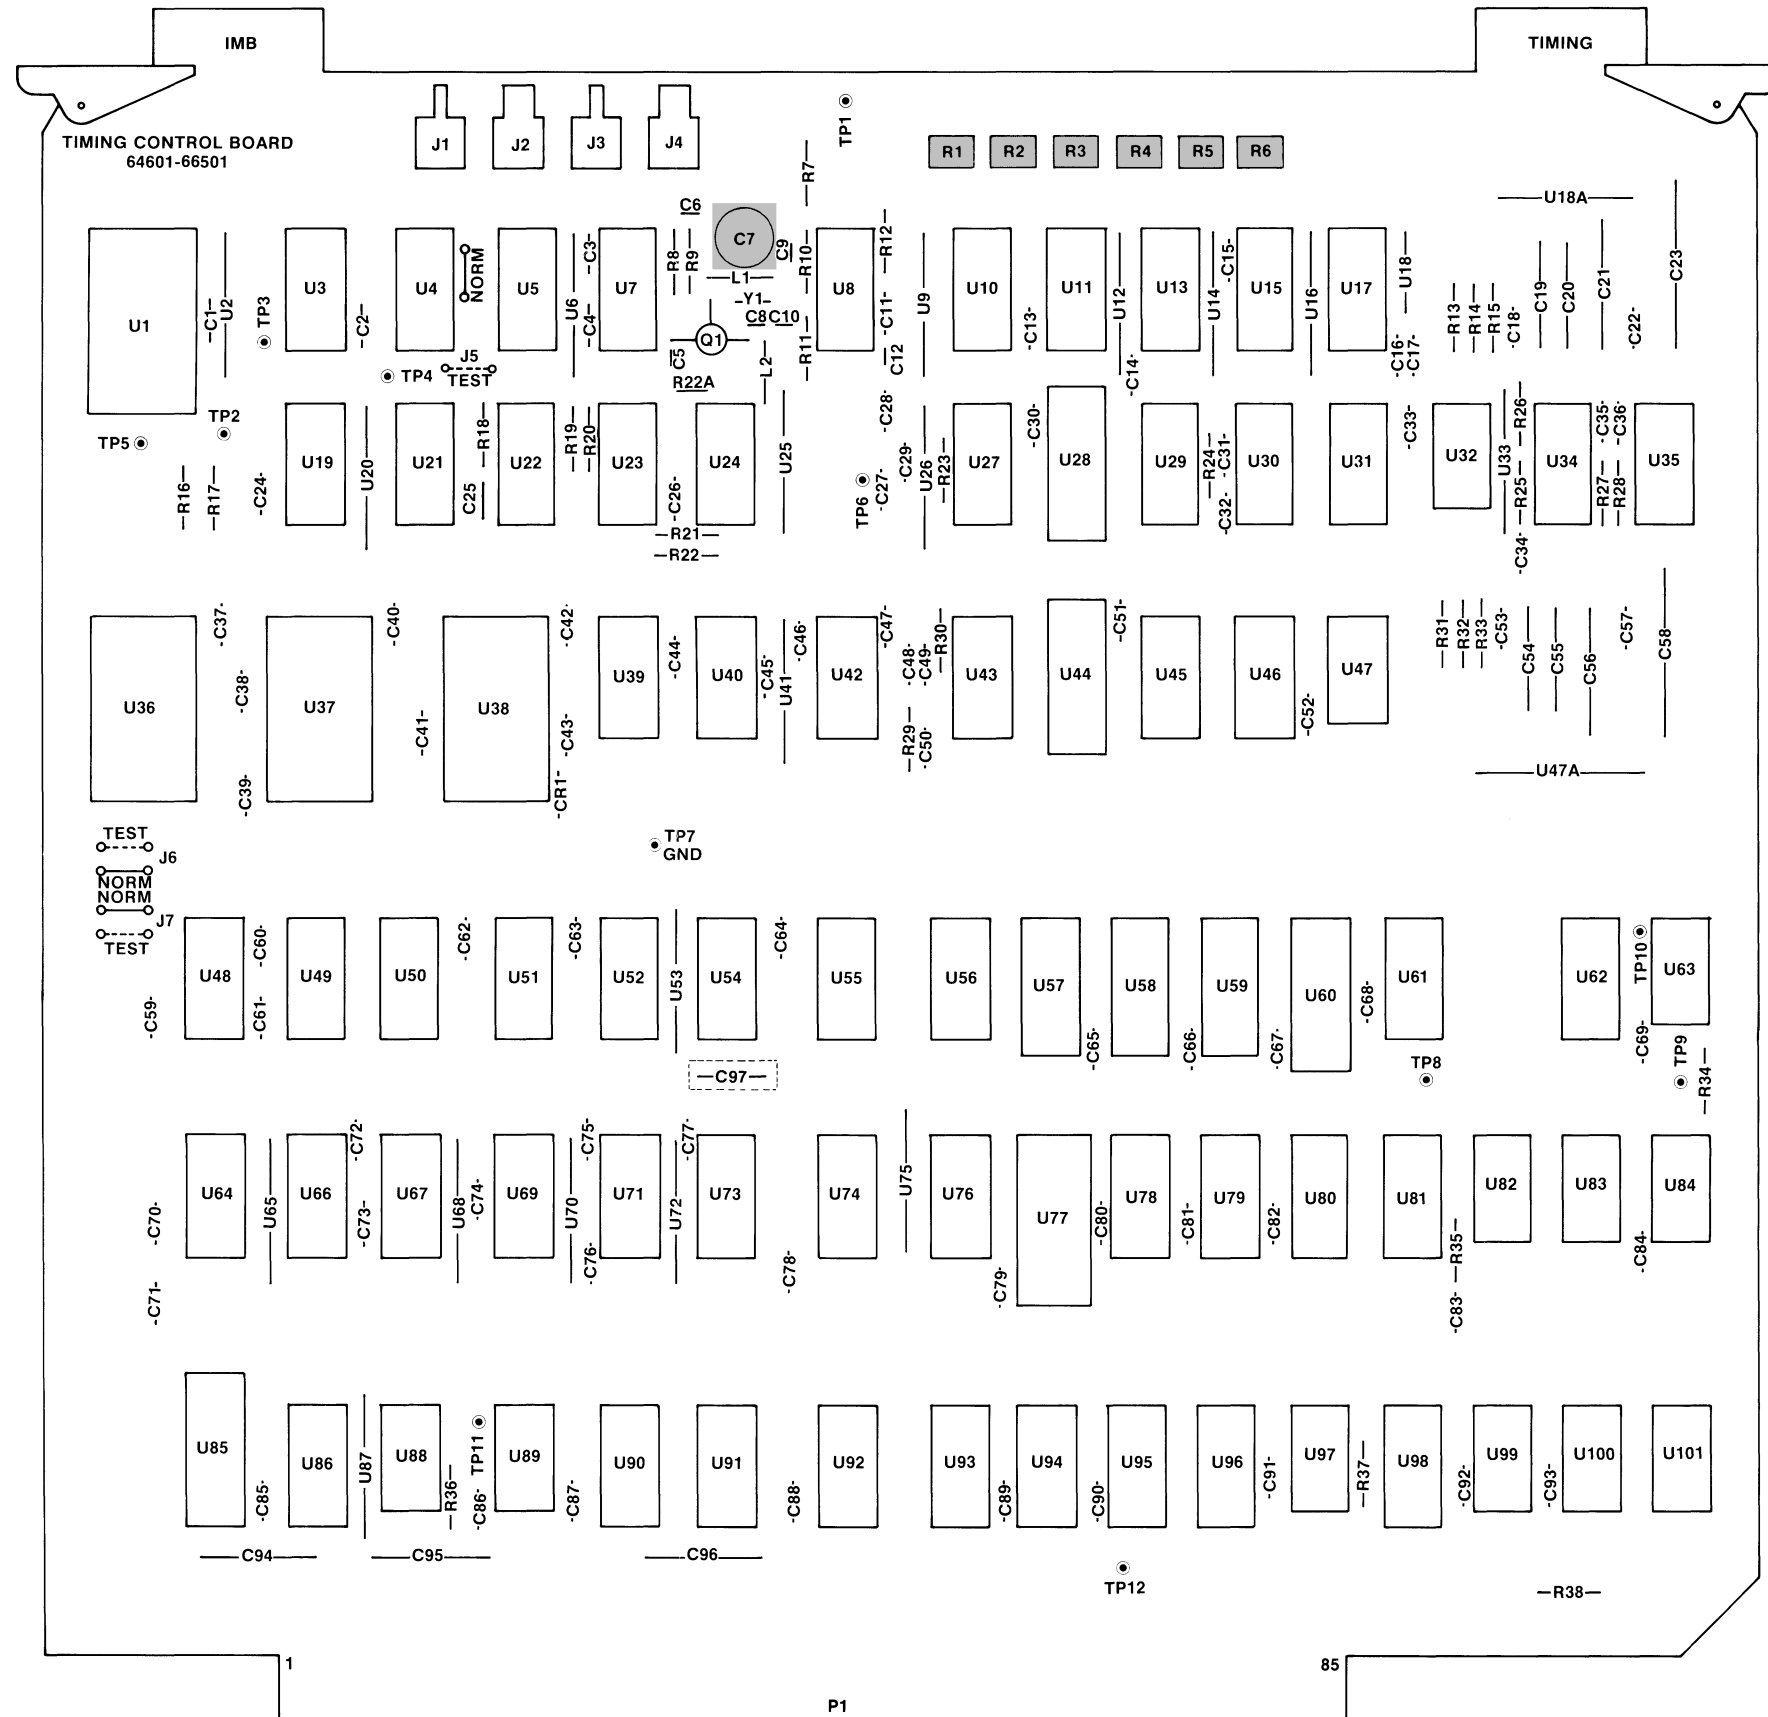 IMB
TIMING
TIMING CONTROL BOARD
64601-66501
J1
J2
J3
J4
TP1
R1
R2
R3
R4
R5
R6
R7
U18A
C6
C7
C9
R8
R9
R10
R12
L1
Y1
C8
C10
Q1
C5
R22A
L2
R11
U1
C1
U2
TP3
U3
C2
U4
NORM
U5
U6
C3
C4
U7
U8
C11
C12
U9
U10
C13
U11
U12
C14
U13
U14
C15
U15
U16
U17
C16
C17
U18
R13
R14
R15
C18
C19
C20
C21
C22
C23
J5
TEST
TP4
TP2
TP5
R16
R17
C24
U19
U20
U21
R18
C25
U22
R19
R20
U23
C26
U24
R21
R22
U25
TP6
C27
C28
C29
U26
R23
U27
C30
U28
U29
R24
C31
C32
U30
U31
C33
U32
U33
R26
R25
C34
U34
C35
C36
R27
R28
U35
U36
C37
C38
C39
U37
C40
C41
U38
C42
C43
CR1
U39
C44
U40
C45
U41
C46
U42
C47
C48
C49
R30
R29
C50
U43
U44
C51
U45
U46
C52
U47
R31
R32
R33
C53
C54
C55
C56
C57
C58
U47A
TEST
J6
NORM
NORM
J7
TEST
TP7
GND
U48
C59
C60
C61
U49
U50
C62
U51
C63
U52
U53
U54
C64
C97
U55
U56
U57
C65
U58
C66
U59
C67
U60
C68
U61
TP8
U62
TP10
C69
U63
TP9
R34
C70
C71
U64
U65
U66
C72
C73
U67
U68
C74
U69
U70
C75
C76
U71
U72
C77
U73
C78
U74
U75
U76
C79
U77
C80
U78
C81
U79
C82
U80
U81
R35
C83
U82
U83
C84
U84
U85
C85
U86
U87
U88
R36
TP11
C86
U89
C87
U90
U91
C88
U92
U93
C89
U94
C90
U95
U96
C91
U97
R37
U98
C92
U99
C93
U100
U101
C94
C95
C96
TP12
R38
1
85
P1